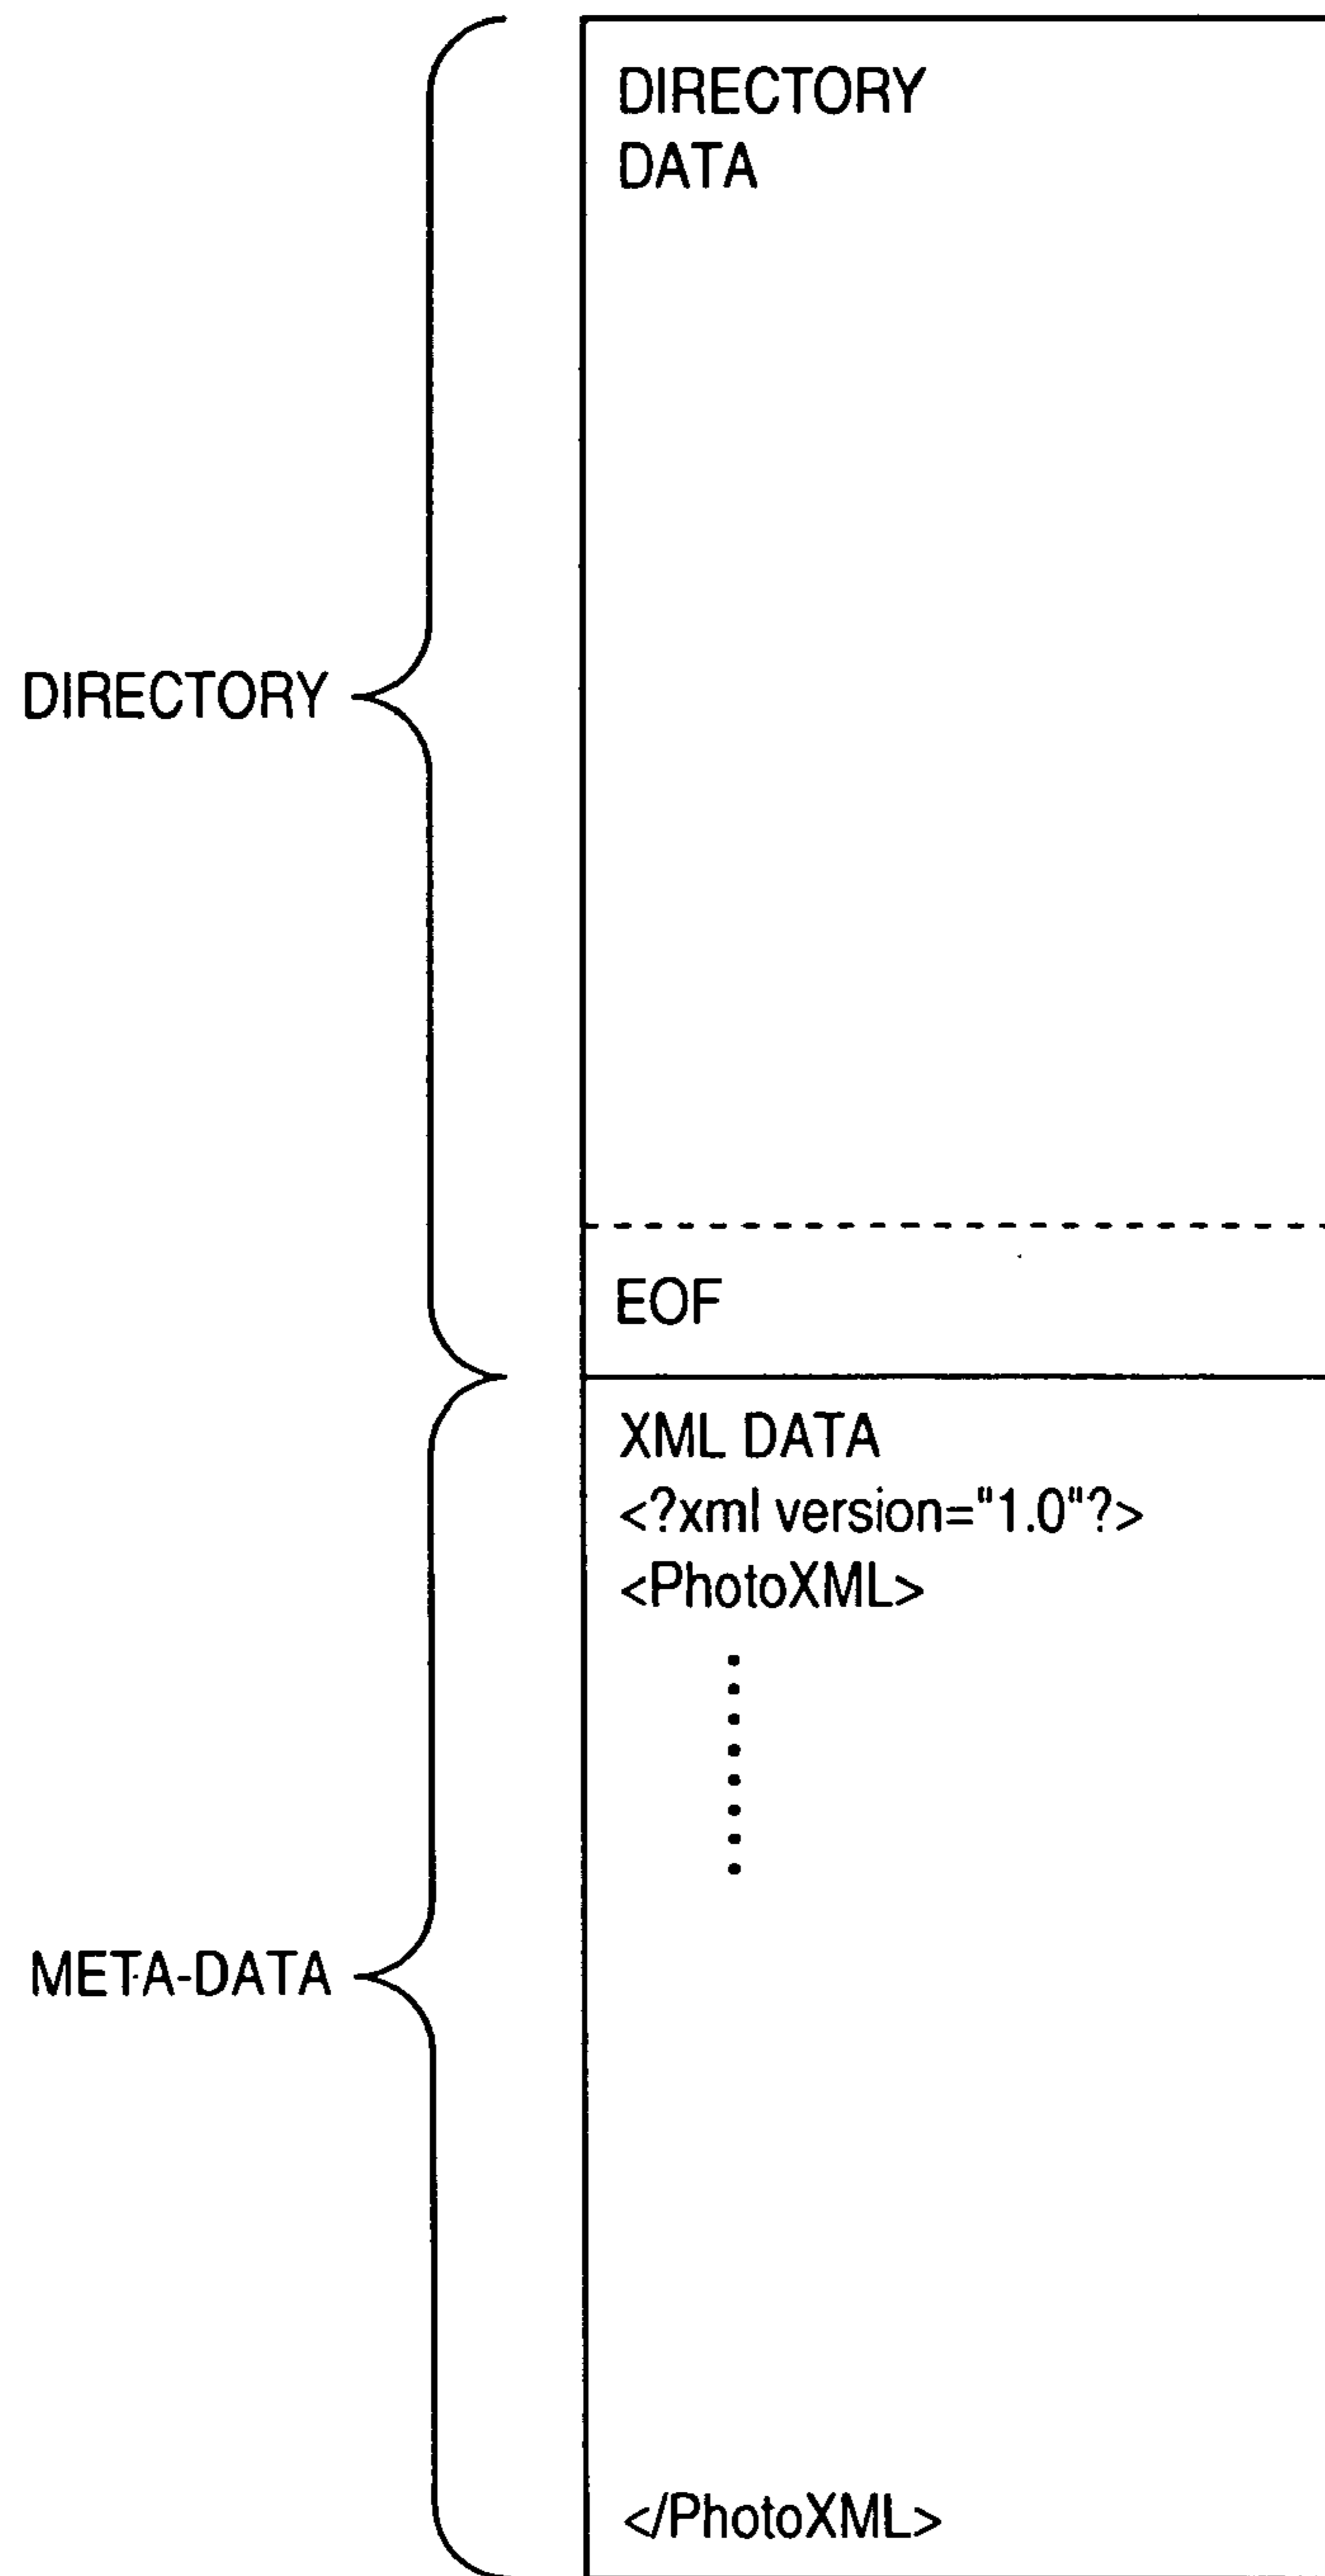 DIRECTORY
DATA
DIRECTORY
EOF
XML DATA
<?xml version="1.0"?>
<PhotoXML>
META-DATA
</PhotoXML>